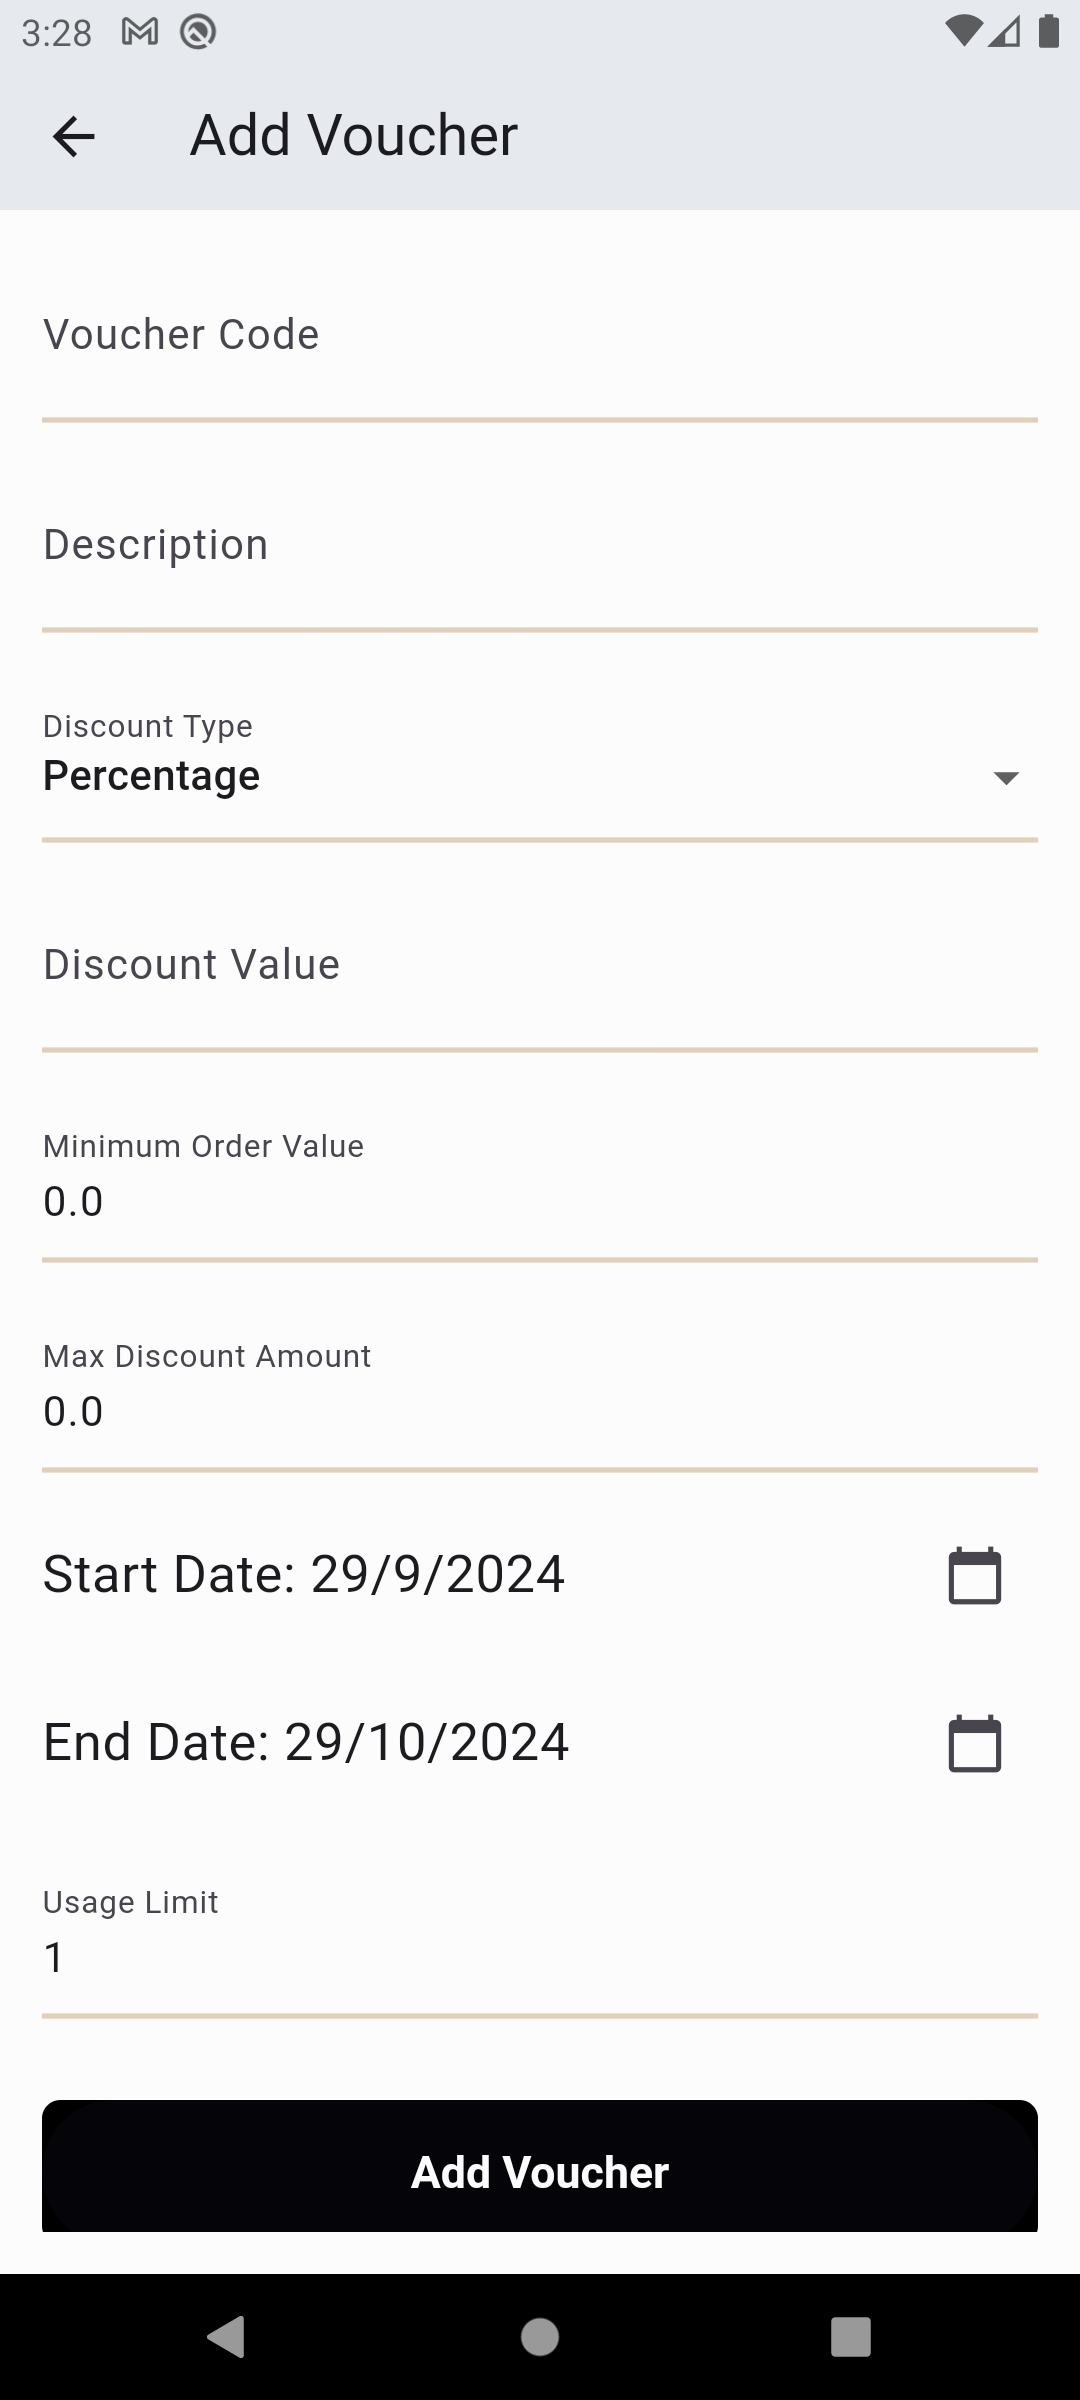 3:28
Add Voucher
Voucher Code
Description
Discount Type
Percentage
Discount Value
Minimum Order Value
0.0
Max Discount Amount
0.0
Start Date: 29/9/2024
End Date: 29/10/2024
Usage Limit
1
Add Voucher